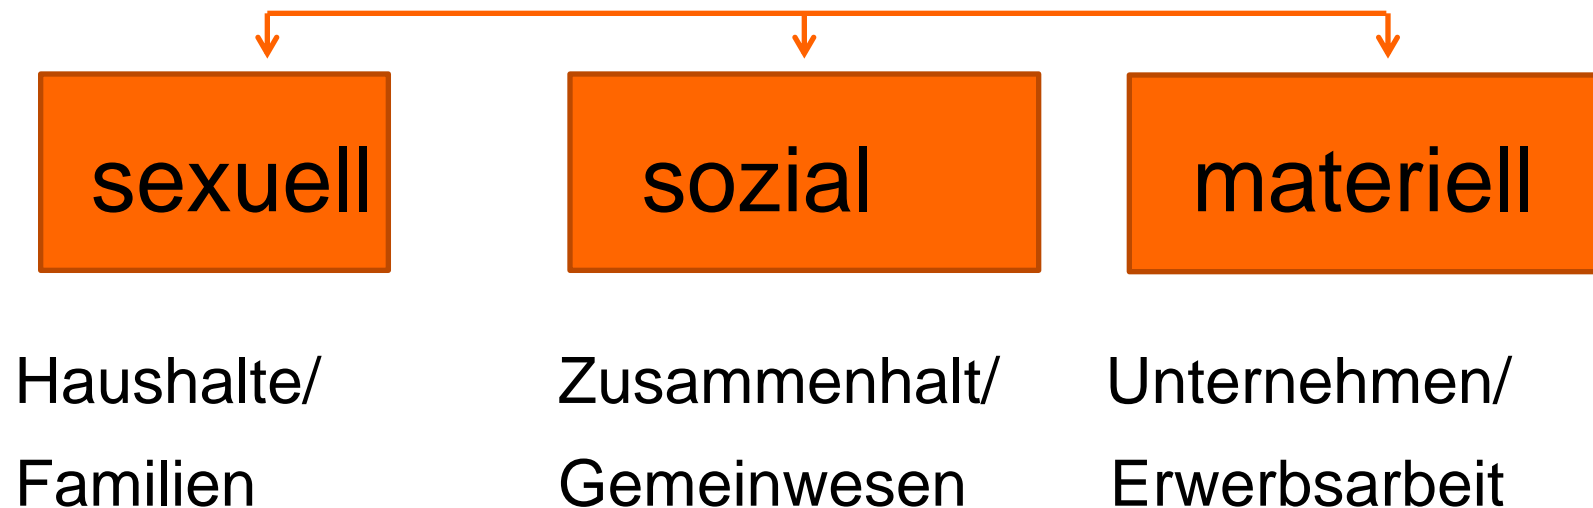 sexuell sozial materiell
Haushalte/ Zusammenhalt/ Unternehmen/
Familien Gemeinwesen Erwerbsarbeit